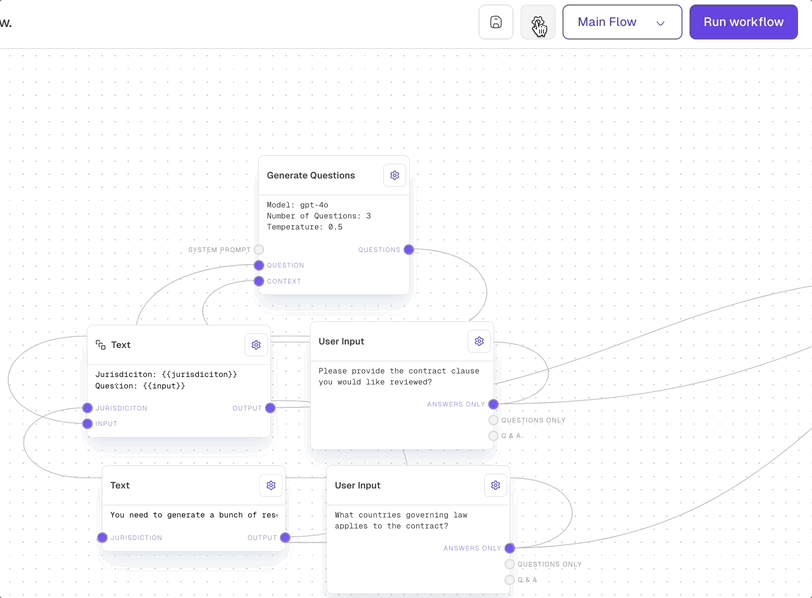 w.
Main Flow
Run workflow
Generate Questions
Model: gpt-4o
Number of Questions: 3
Temperature: 0.5
SYSTEM PROMPT
QUESTIONS
QUESTION
CONTEXT
Text
Jurisdiciton: {{jurisdiciton}}
Question: {{input}}
JURISDICITON
OUTPUT
INPUT
User Input
Please provide the contract clause
you would like reviewed?
ANSWERS ONLY
QUESTIONS ONLY
Q & A
Text
You need to generate a bunch of res
JURISDICTION
OUTPUT
User Input
What countries governing law
applies to the contract?
ANSWERS ONLY
QUESTIONS ONLY
Q & A